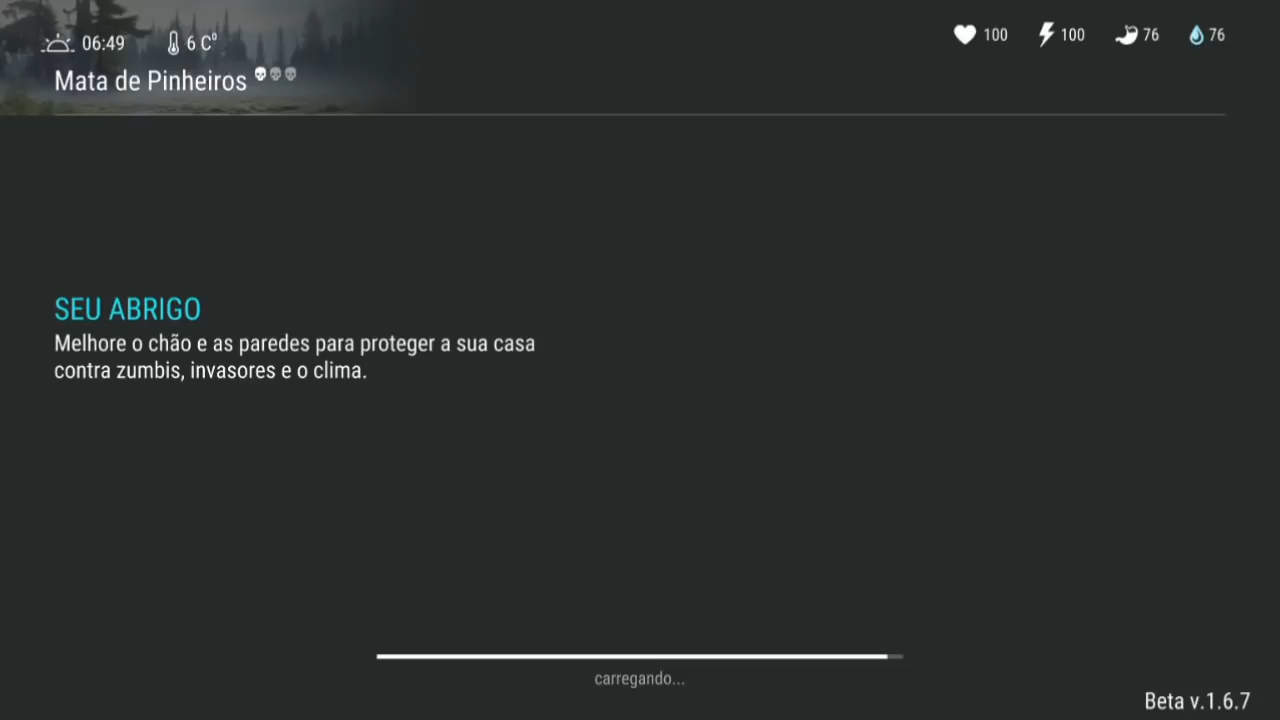 06:49 6 C°
100 100 76 76
Mata de Pinheiros
SEU ABRIGO
Melhore o chão e as paredes para proteger a sua casa
contra zumbis, invasores e o clima.
carregando...
Beta v.1.6.7